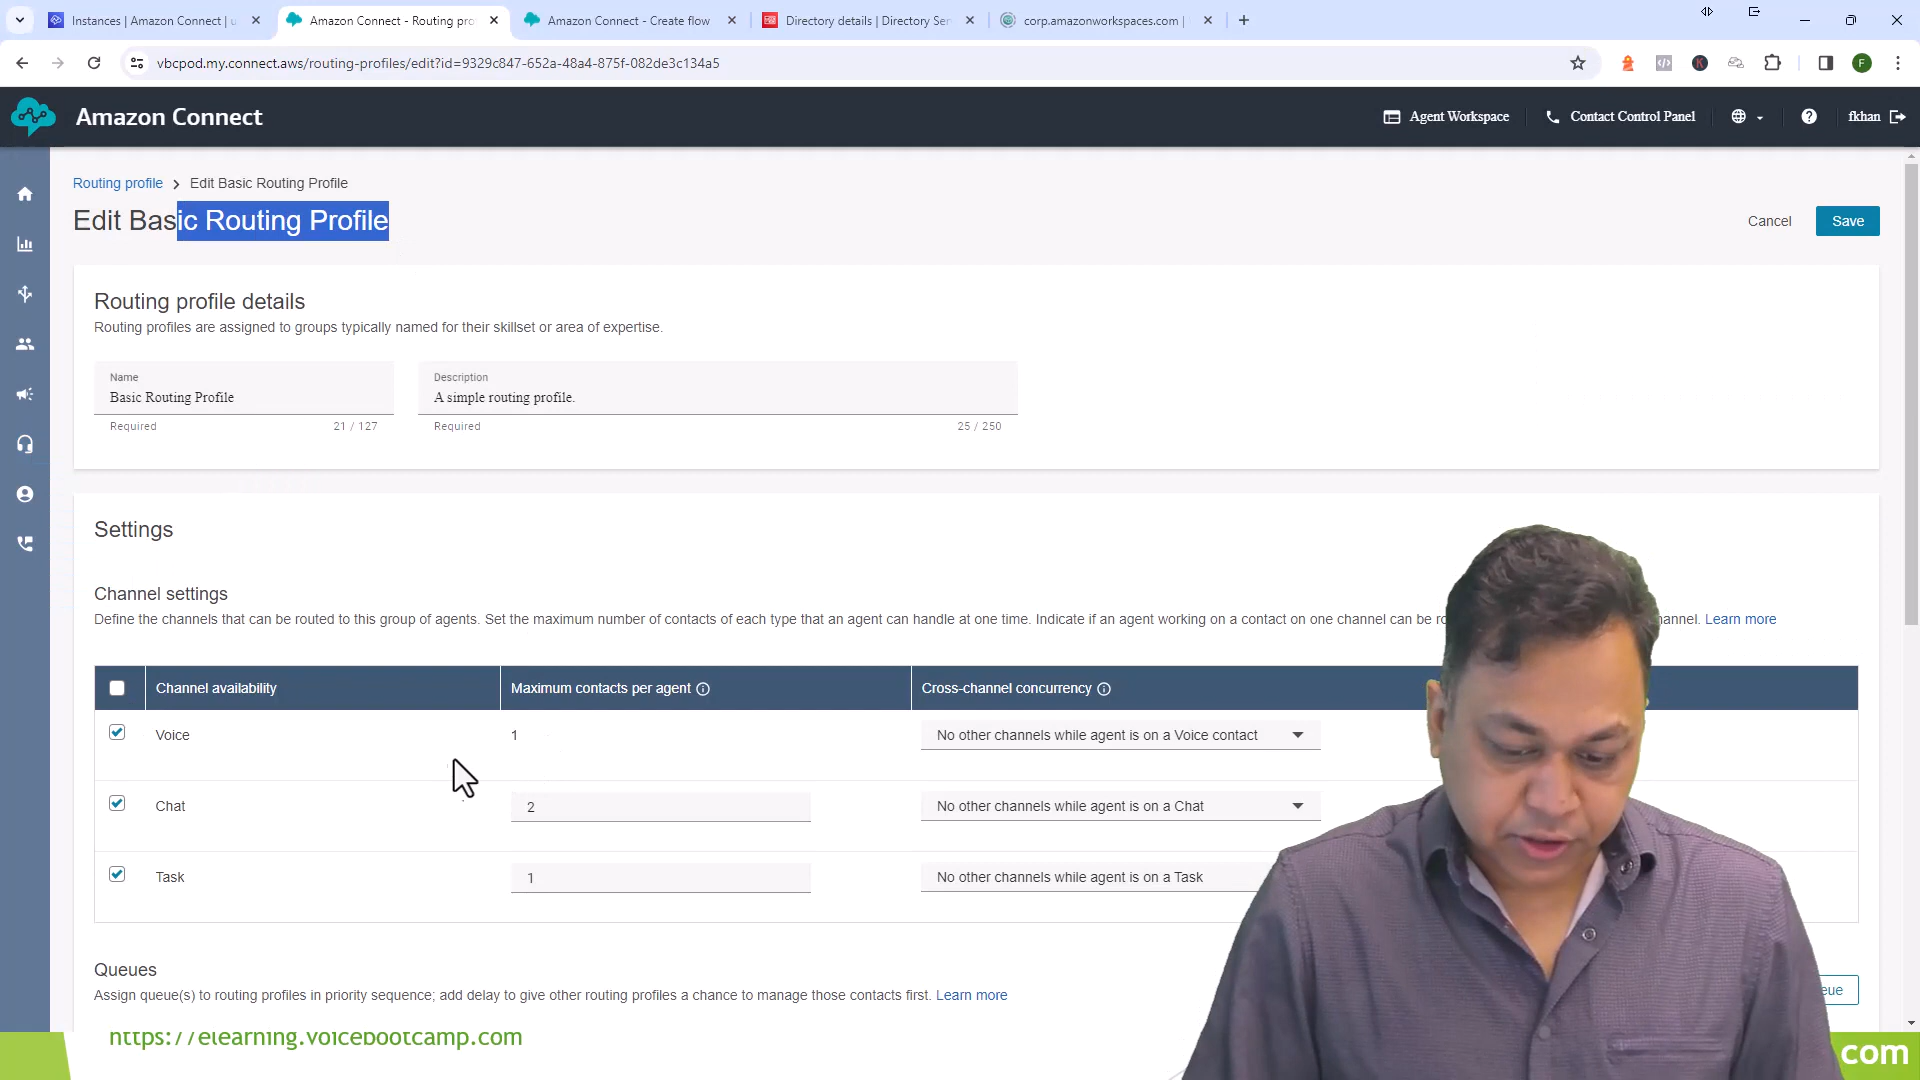 Instances | Amazon Connect | u
Amazon Connect - Routing pro
Amazon Connect - Create flow
Directory details | Directory Ser
corp.amazonworkspaces.com |
vbcpod.my.connect.aws/routing-profiles/edit?id=9329c847-652a-48a4-875f-082de3c134a5
F
K
Amazon Connect
Agent Workspace
Contact Control Panel
fkhan
Routing profile > Edit Basic Routing Profile
Edit Basic Routing Profile
Cancel
Save
Routing profile details
Routing profiles are assigned to groups typically named for their skillset or area of expertise.
Name
Basic Routing Profile
Required
21 / 127
Description
A simple routing profile.
Required
25 / 250
Settings
Channel settings
Define the channels that can be routed to this group of agents. Set the maximum number of contacts of each type that an agent can handle at one time. Indicate if an agent working on a contact on one channel can be ro annel. Learn more
Channel availability
Maximum contacts per agent
Cross-channel concurrency
Voice
1
No other channels while agent is on a Voice contact
Chat
2
No other channels while agent is on a Chat
Task
1
No other channels while agent is on a Task
Queues
Assign queue(s) to routing profiles in priority sequence; add delay to give other routing profiles a chance to manage those contacts first. Learn more
eue
https://elearning.voicebootcamp.com
com